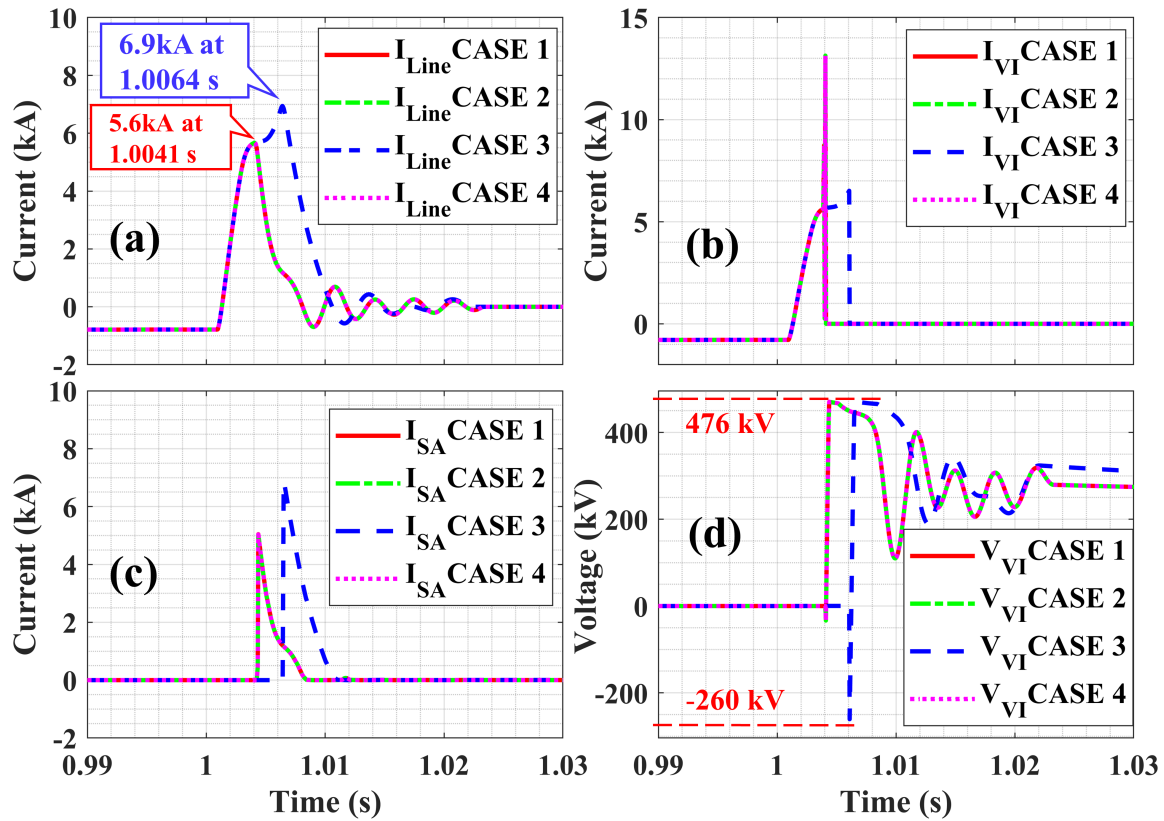 10
8
6
4
2
0
-2
Current (kA)
6.9kA at
1.0064 s
5.6kA at
1.0041 s
I_Line CASE 1
I_Line CASE 2
I_Line CASE 3
I_Line CASE 4
(a)
15
10
5
0
Current (kA)
I_VI CASE 1
I_VI CASE 2
I_VI CASE 3
I_VI CASE 4
(b)
10
8
6
4
2
0
-2
Current (kA)
I_SA CASE 1
I_SA CASE 2
I_SA CASE 3
I_SA CASE 4
(c)
0.99 1 1.01 1.02 1.03
Time (s)
400
200
0
-200
Voltage (kV)
476 kV
-260 kV
(d)
V_VI CASE 1
V_VI CASE 2
V_VI CASE 3
V_VI CASE 4
0.99 1 1.01 1.02 1.03
Time (s)